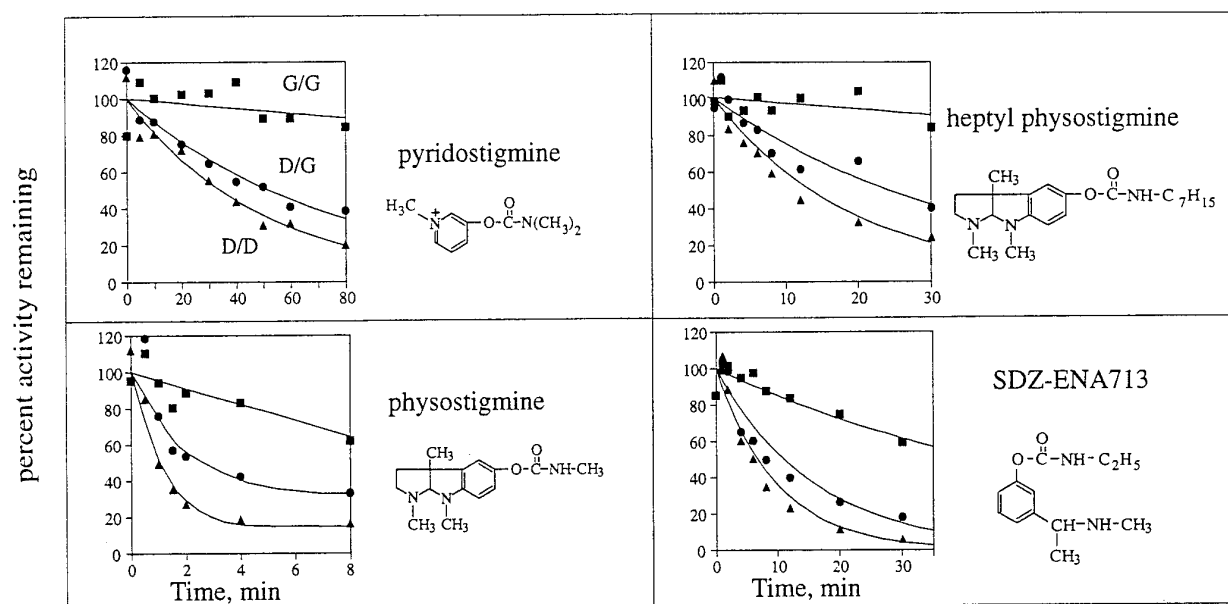 percent activity remaining
120
100
80
60
40
20
0
G/G
D/G
D/D
0 20 40 60 80
pyridostigmine
H3C
+
N
O-C-N(CH3)2
O
120
100
80
60
40
20
0
0 10 20 30
heptyl physostigmine
CH3
O
O-C-NH-C7H15
N
N
CH3
CH3
120
100
80
60
40
20
0
0 2 4 6 8
Time, min
physostigmine
CH3
O
O-C-NH-CH3
N
N
CH3
CH3
120
100
80
60
40
20
0
0 10 20 30
Time, min
SDZ-ENA713
O
O-C-NH-C2H5
CH-NH-CH3
CH3